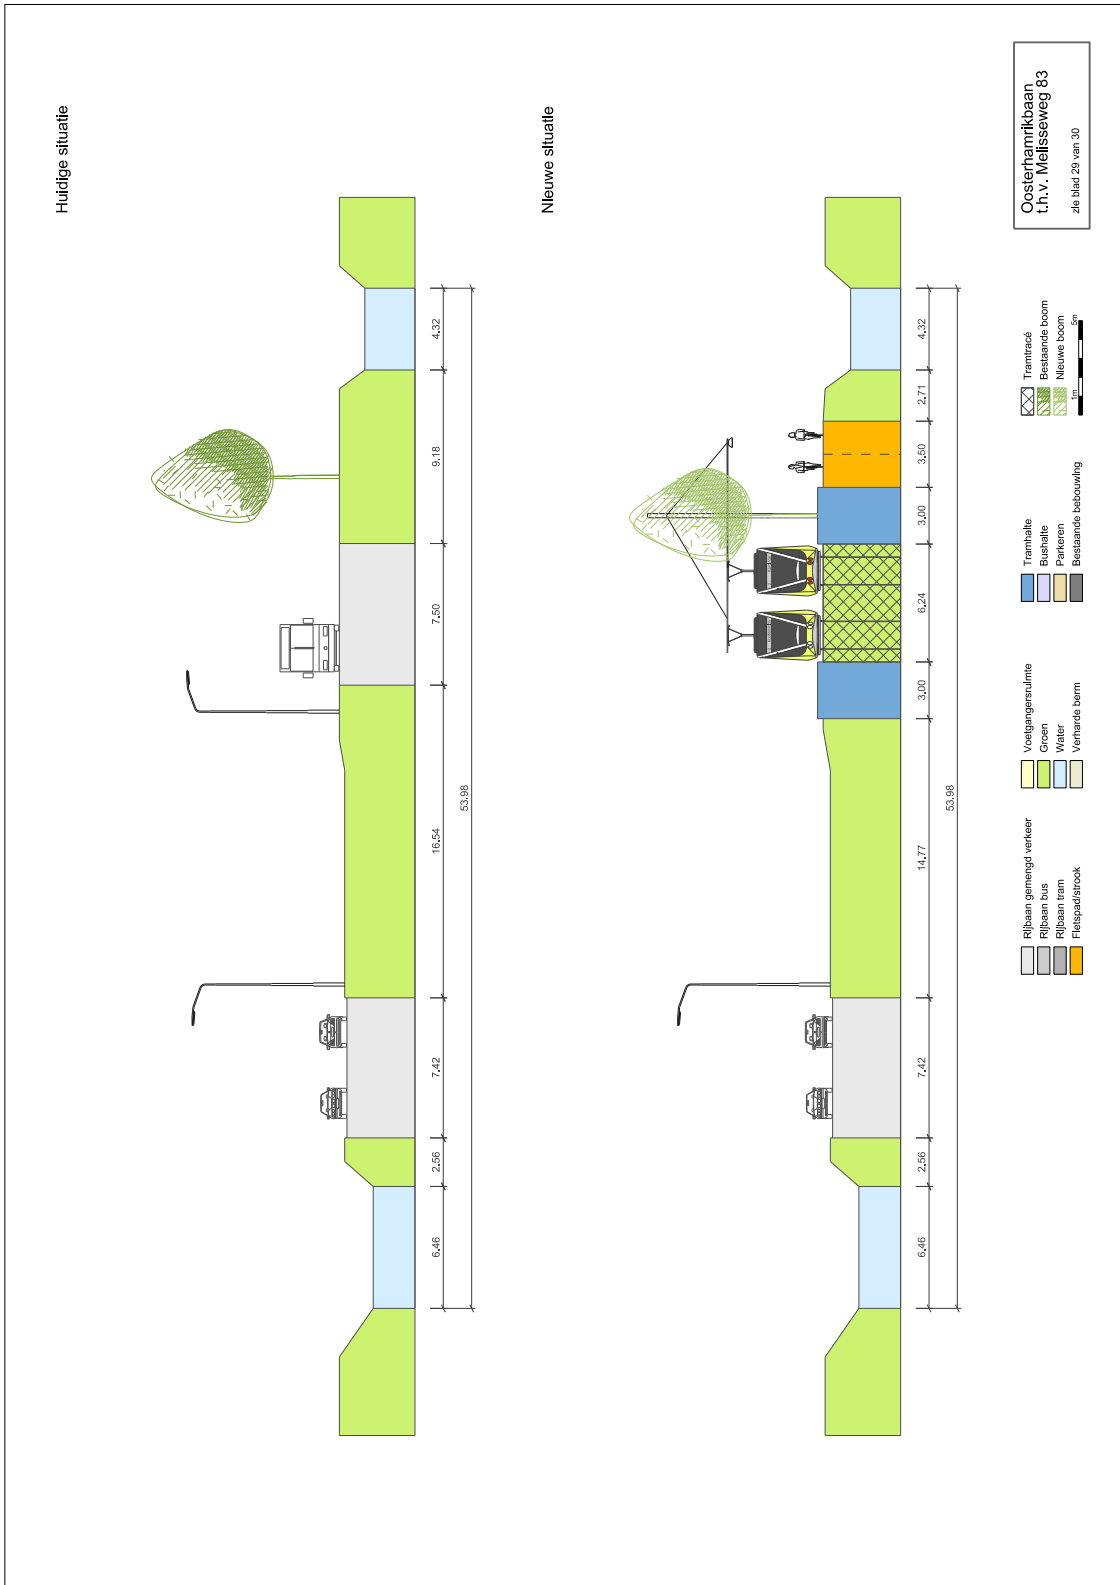 Huidige situatie
6.46
2.56
7.42
16.54
7.50
9.18
4.32
53.98
Nieuwe situatie
6.46
2.56
7.42
14.77
3.00
6.24
3.00
3.50
2.71
4.32
53.98
Rijbaan gemengd verkeer
Rijbaan bus
Rijbaan tram
Fietspad/strook
Voetgangersruimte
Groen
Water
Verharde berm
Tramhalte
Bushalte
Parkeren
Bestaande bebouwing
Tramtracé
Bestaande boom
Nieuwe boom
1m 5m
Oosterhamrikbaan
t.h.v. Melisseweg 83
zie blad 29 van 30